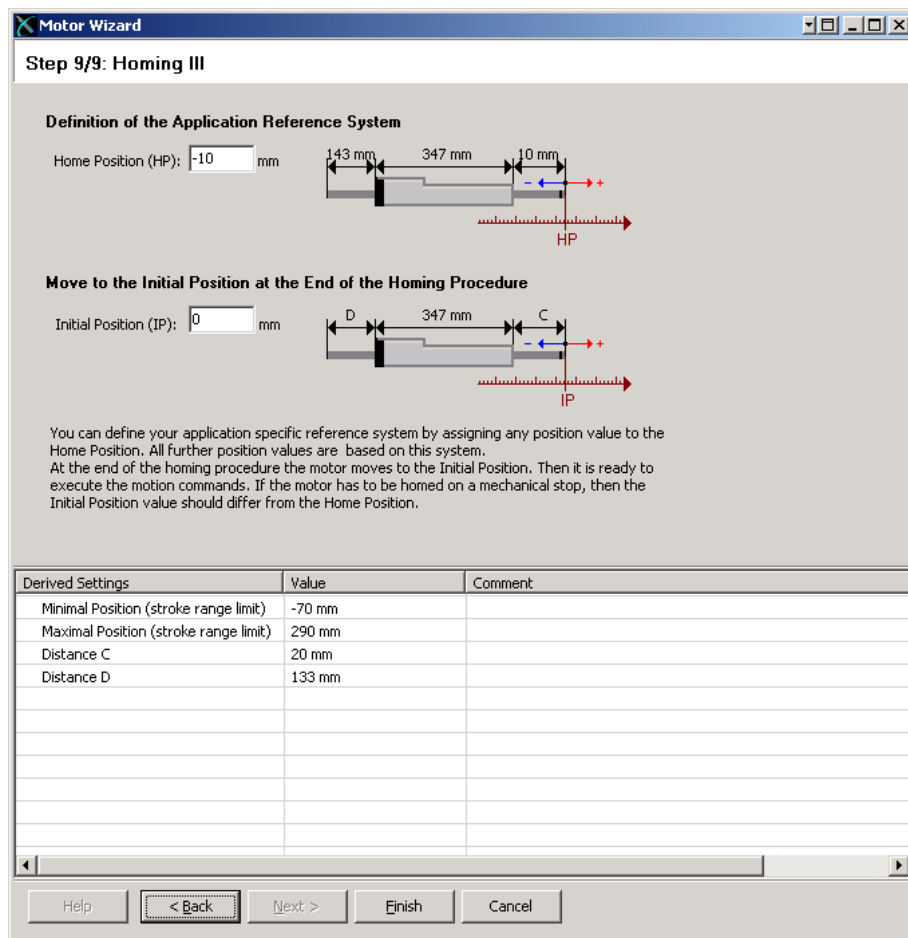 Motor Wizard
Step 9/9: Homing III
Definition of the Application Reference System
Home Position (HP): -10 mm
143 mm 347 mm 10 mm
- +
HP
Move to the Initial Position at the End of the Homing Procedure
Initial Position (IP): 0 mm
D 347 mm C
- +
IP
You can define your application specific reference system by assigning any position value to the
Home Position. All further position values are based on this system.
At the end of the homing procedure the motor moves to the Initial Position. Then it is ready to
execute the motion commands. If the motor has to be homed on a mechanical stop, then the
Initial Position value should differ from the Home Position.
Derived Settings Value Comment
Minimal Position (stroke range limit) -70 mm
Maximal Position (stroke range limit) 290 mm
Distance C 20 mm
Distance D 133 mm
Help < Back Next > Finish Cancel